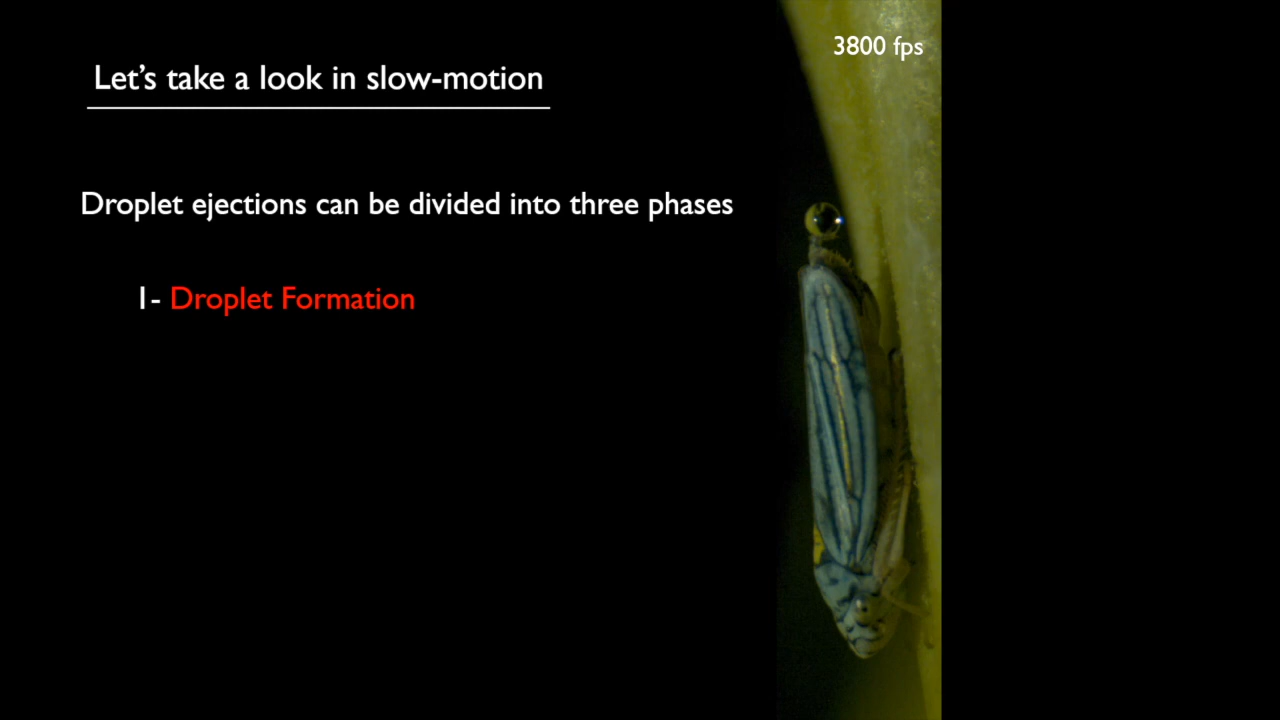 3800 fps
Let's take a look in slow-motion
Droplet ejections can be divided into three phases
1- Droplet Formation